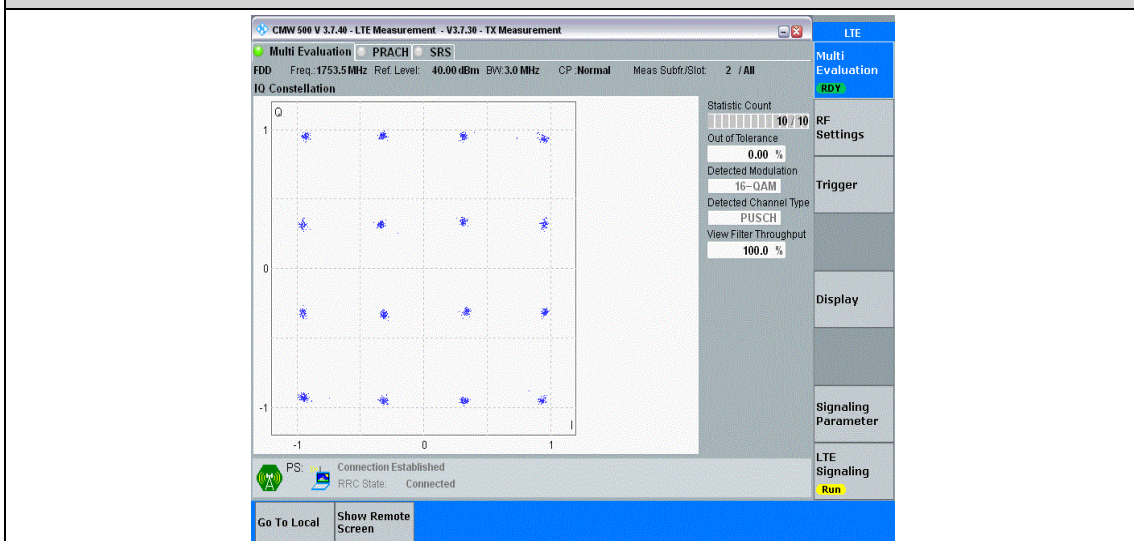 CMW 500 V 3.7.40 - LTE Measurement - V3.7.30 - TX Measurement
Multi Evaluation PRACH SRS
FDD Freq.:1753.5 MHz Ref. Level: 40.00 dBm BW:3.0 MHz CP :Normal Meas Subfr./Slot: 2 / All
IQ Constellation
Q
1
0
-1
I
-1 0 1
Statistic Count
10 / 10
Out of Tolerance
0.00 %
Detected Modulation
16-QAM
Detected Channel Type
PUSCH
View Filter Throughput
100.0 %
PS: Connection Established
RRC State: Connected
LTE
Multi
Evaluation
RDY
RF
Settings
Trigger
Display
Signaling
Parameter
LTE
Signaling
Run
Go To Local
Show Remote
Screen